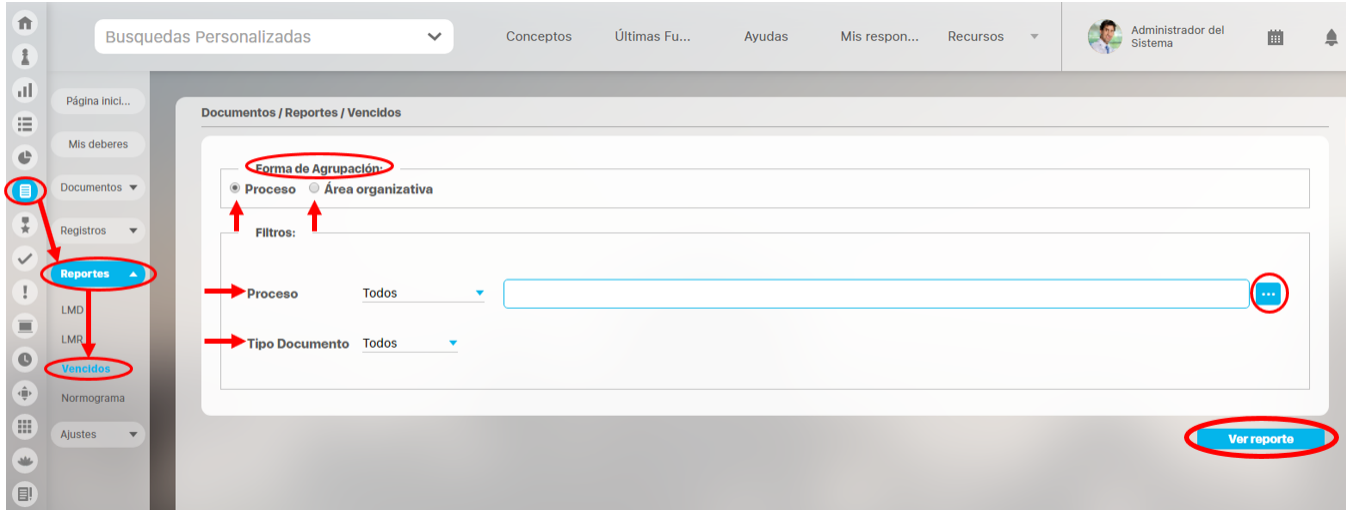 Busquedas Personalizadas
Conceptos
Últimas Fu...
Ayudas
Mis respon...
Recursos
Administrador del
Sistema
Página inici...
Mis deberes
Documentos
Registros
Reportes
LMD
LMR
Vencidos
Normograma
Ajustes
Documentos / Reportes / Vencidos
Forma de Agrupación:
Proceso Área organizativa
Filtros:
Proceso Todos ...
Tipo Documento Todos
Ver reporte